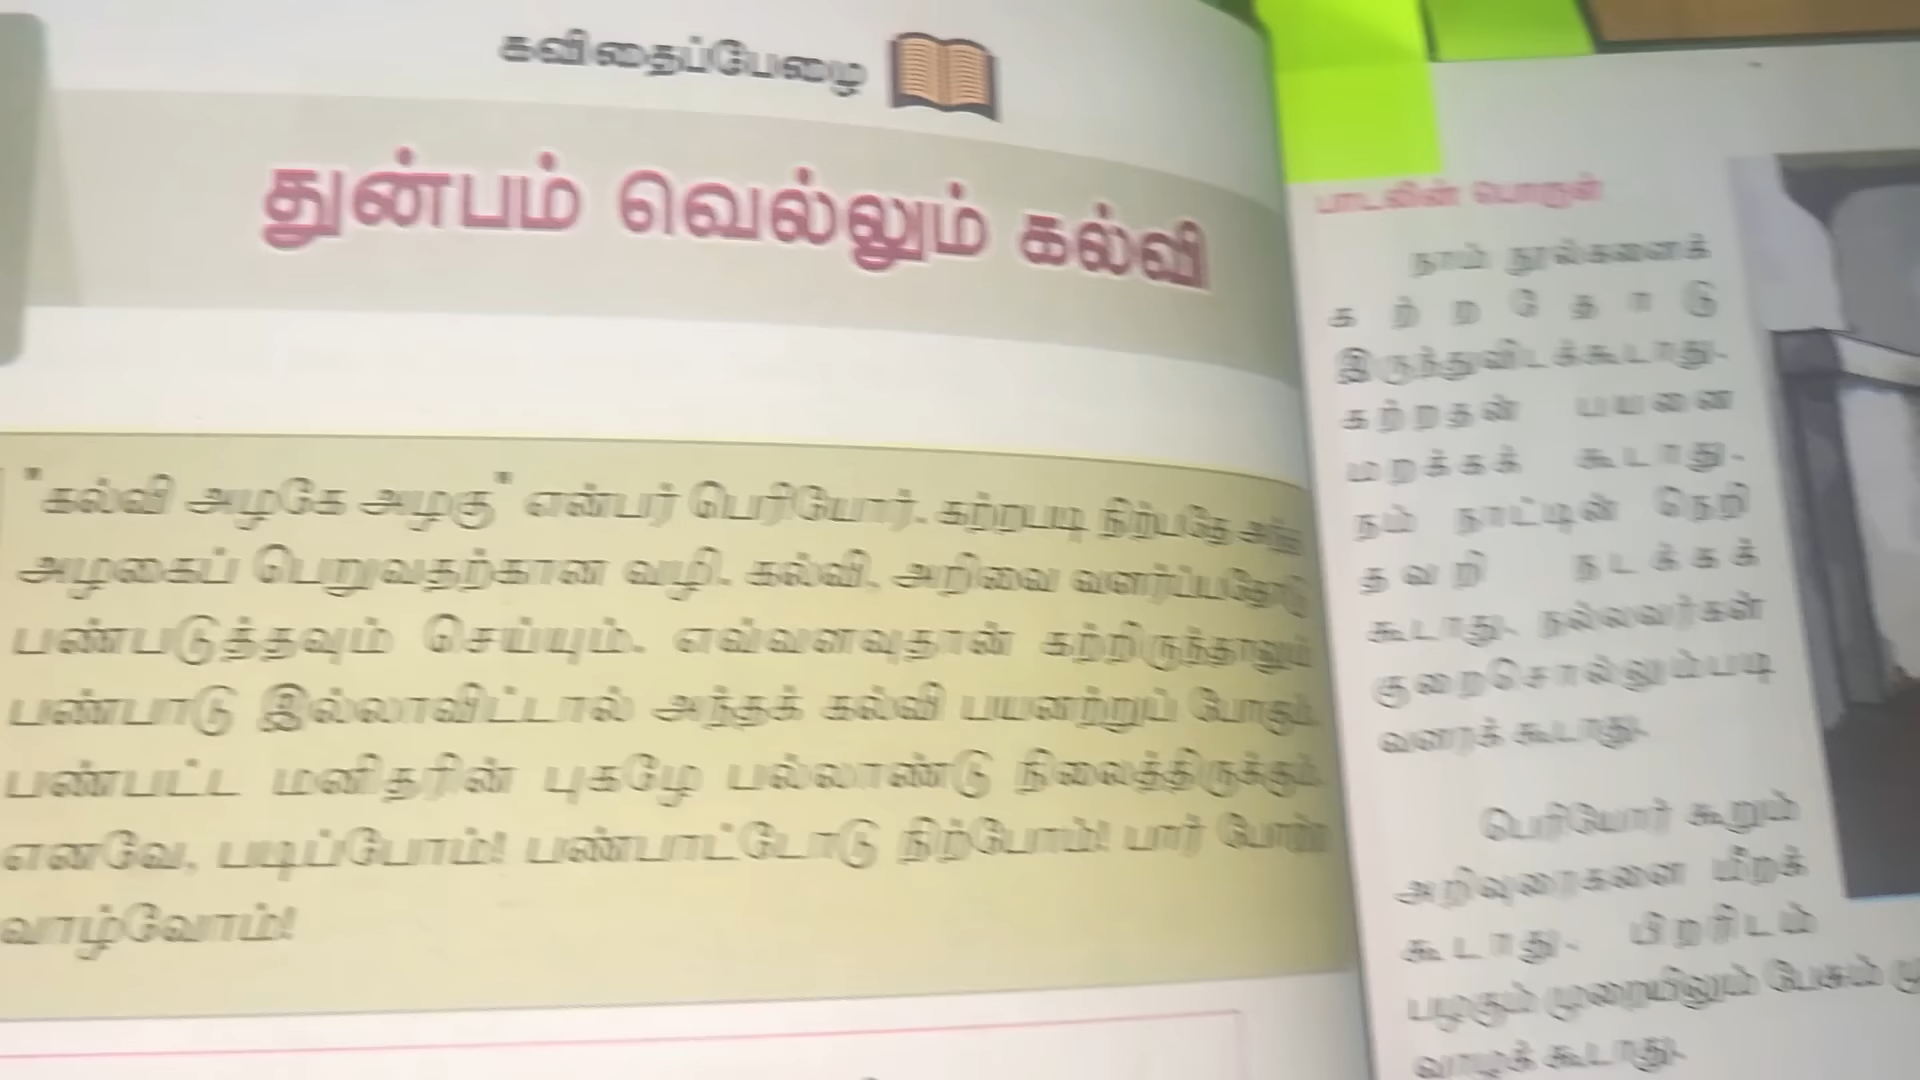 கவிதைப்பேழை
துன்பம் வெல்லும் கல்வி
"கல்வி அழகே அழகு" என்பர் பெரியோர். கற்றபடி நிற்பதே அந்த
அழகைப் பெறுவதற்கான வழி. கல்வி, அறிவை வளர்ப்பதோடு
பண்படுத்தவும் செய்யும். எவ்வளவுதான் கற்றிருந்தாலும்
பண்பாடு இல்லாவிட்டால் அந்தக் கல்வி பயனற்றுப் போகும்.
பண்பட்ட மனிதரின் புகழே பல்லாண்டு நிலைத்திருக்கும்.
எனவே, படிப்போம்! பண்பாட்டோடு நிற்போம்! பார் போற்ற
வாழ்வோம்!
பாடலின் பொருள்
நாம் நூல்களைக்
கற்றதோடு
இருந்துவிடக்கூடாது.
கற்றதன் பயனை
மறக்கக் கூடாது.
நம் நாட்டின் நெறி
தவறி நடக்கக்
கூடாது. நல்லவர்கள்
குறைசொல்லும்படி
வளரக் கூடாது.
பெரியோர் கூறும்
அறிவுரைகளை மீறக்
கூடாது. பிறரிடம்
பழகும் முறையிலும் பேசும்
வாழக் கூடாது.